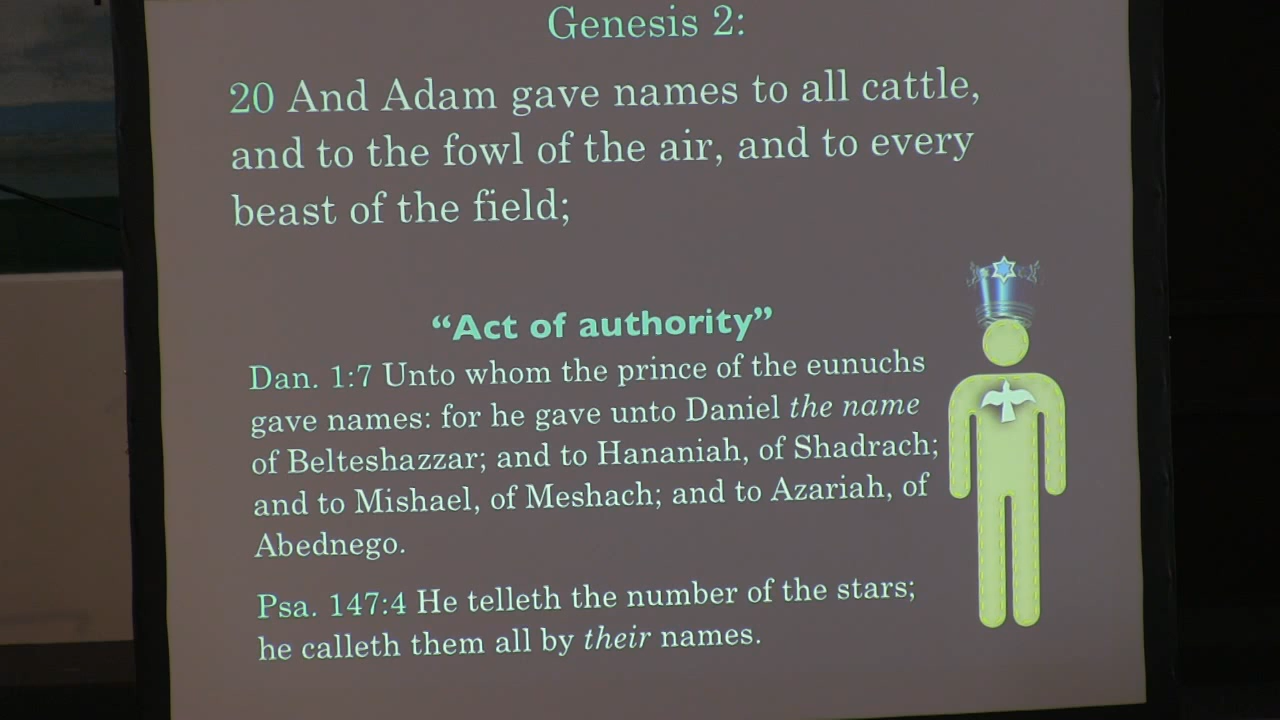 Genesis 2:
20 And Adam gave names to all cattle,
and to the fowl of the air, and to every
beast of the field;
“Act of authority”
Dan. 1:7 Unto whom the prince of the eunuchs
gave names: for he gave unto Daniel the name
of Belteshazzar; and to Hananiah, of Shadrach;
and to Mishael, of Meshach; and to Azariah, of
Abednego.
Psa. 147:4 He telleth the number of the stars;
he calleth them all by their names.